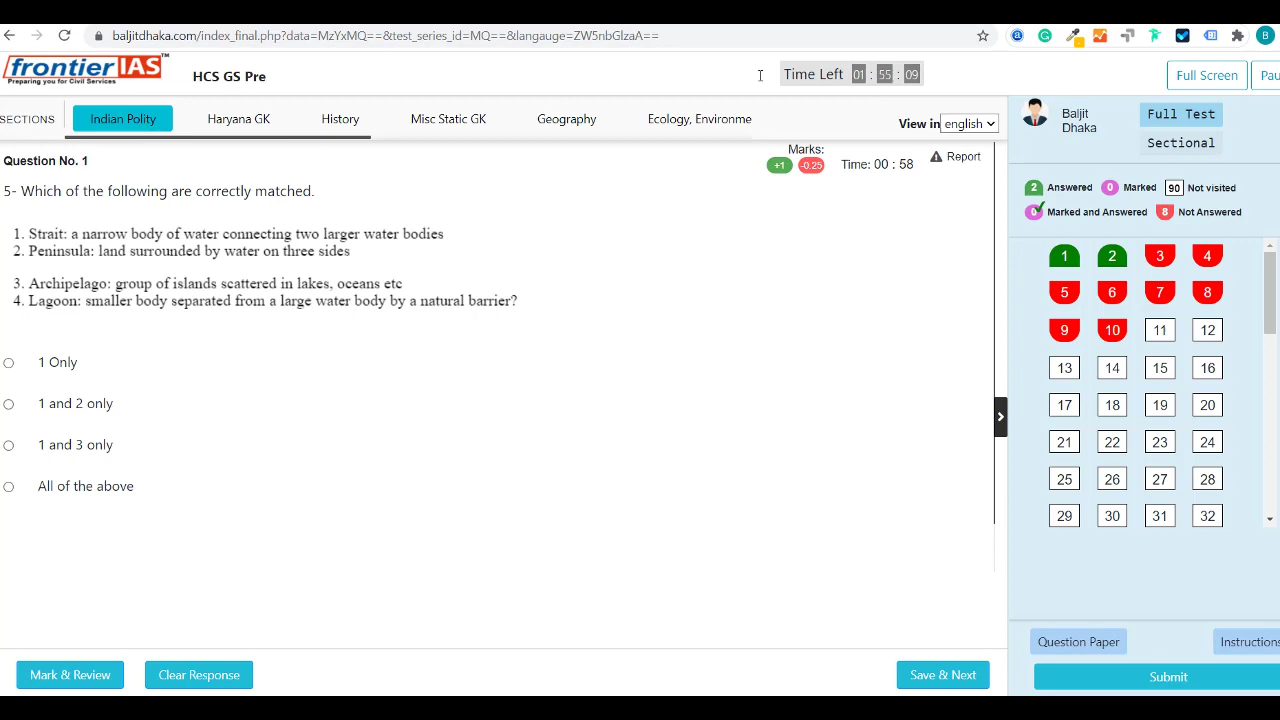 baljitdhaka.com/index_final.php?data=MzYxMQ==&test_series_id=MQ==&langauge=ZW5nbGlzaA==
B
frontier IAS™
Preparing you for Civil Services
HCS GS Pre
Time Left 01 : 55 : 09
Full Screen
Pau
SECTIONS
Indian Polity
Haryana GK
History
Misc Static GK
Geography
Ecology, Environme
View in english
Baljit
Dhaka
Full Test
Sectional
Question No. 1
Marks:
+1 -0.25
Time: 00 : 58
Report
5- Which of the following are correctly matched.
1. Strait: a narrow body of water connecting two larger water bodies
2. Peninsula: land surrounded by water on three sides
3. Archipelago: group of islands scattered in lakes, oceans etc
4. Lagoon: smaller body separated from a large water body by a natural barrier?
1 Only
1 and 2 only
1 and 3 only
All of the above
Mark & Review
Clear Response
Save & Next
2 Answered
0 Marked
90 Not visited
0 Marked and Answered
8 Not Answered
1 2 3 4
5 6 7 8
9 10 11 12
13 14 15 16
17 18 19 20
21 22 23 24
25 26 27 28
29 30 31 32
Question Paper
Instructions
Submit